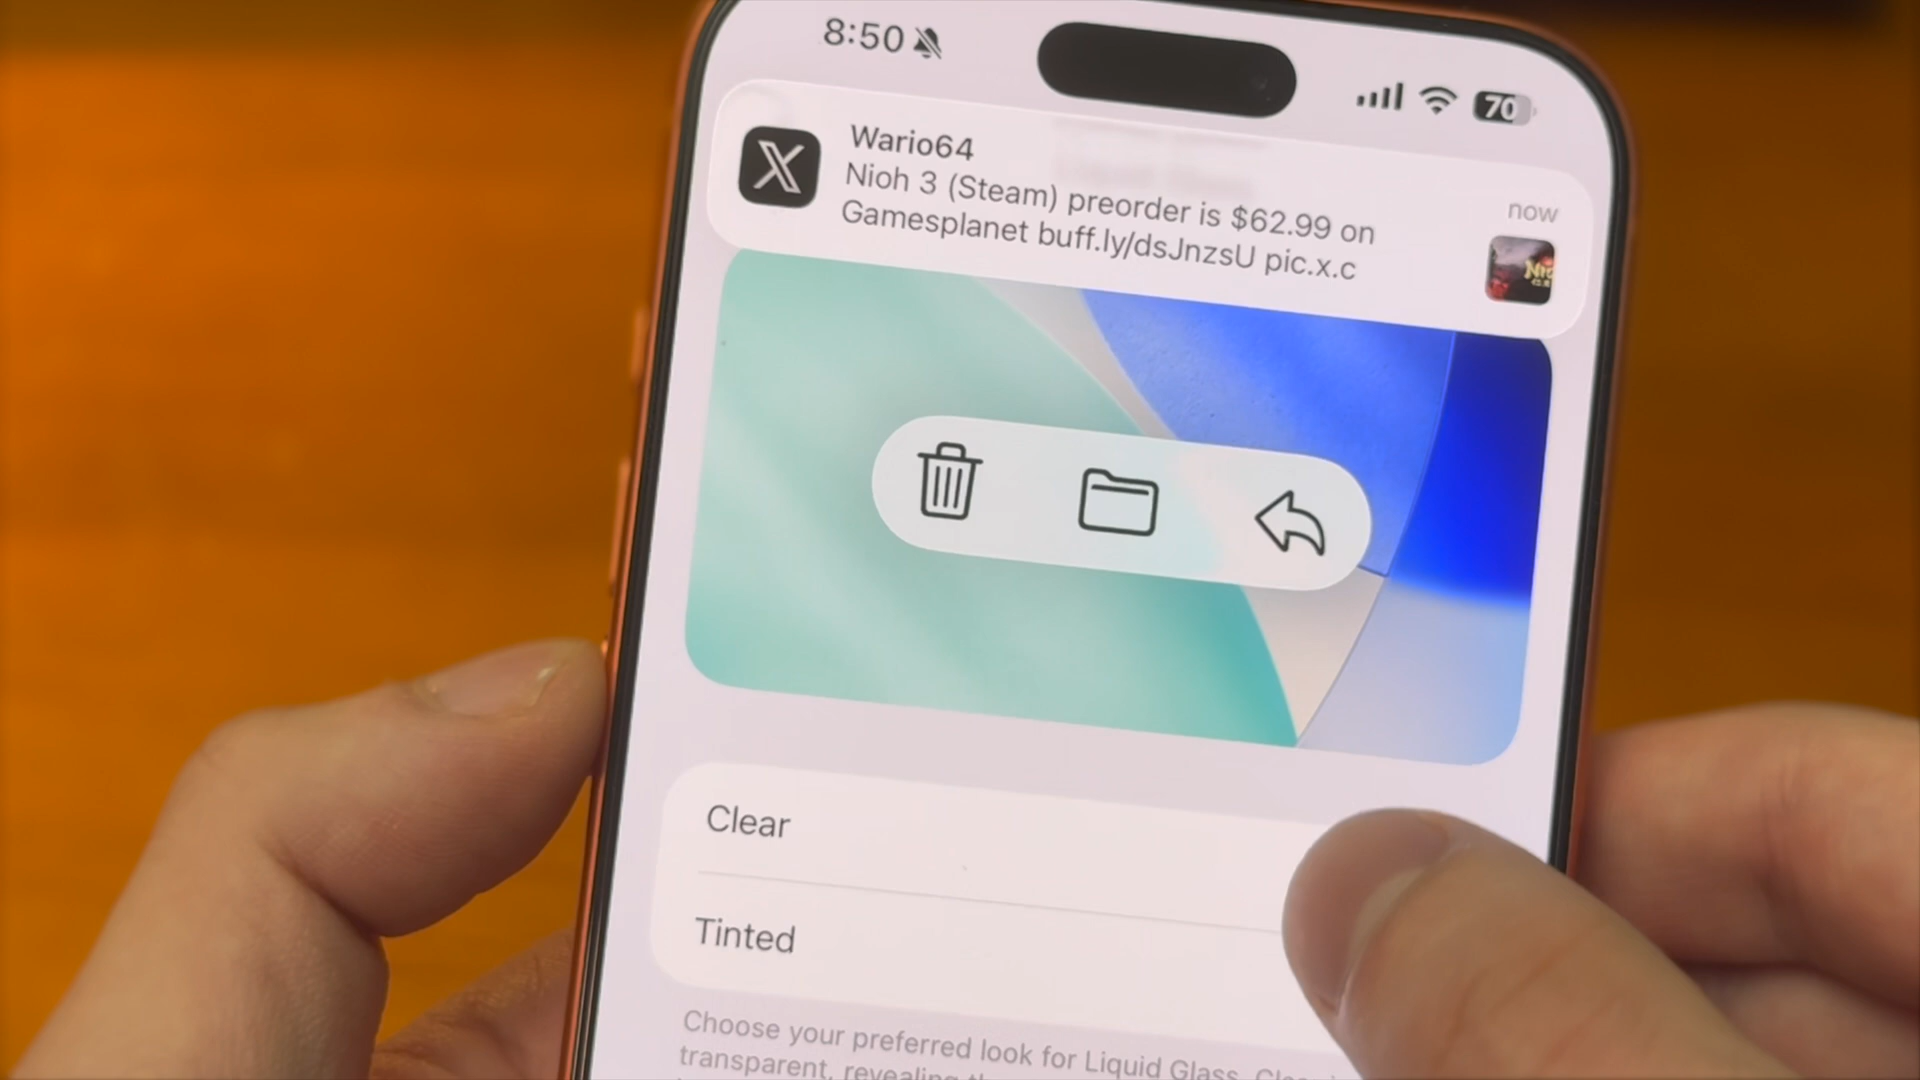 8:50
70
Wario64
now
Nioh 3 (Steam) preorder is $62.99 on
Gamesplanet buff.ly/dsJnzsU pic.x.c
Clear
Tinted
Choose your preferred look for Liquid Glass.
transparent, revealing